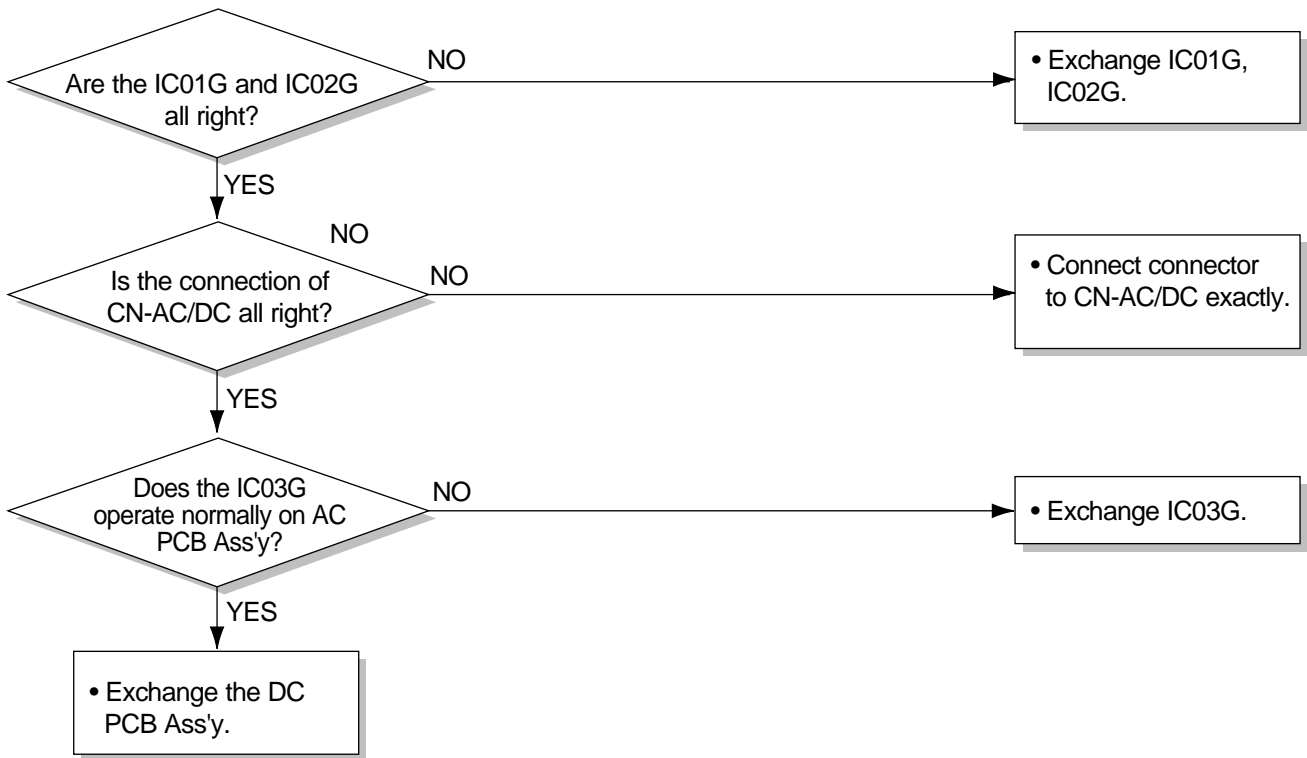 Are the IC01G and IC02G
all right?
NO
• Exchange IC01G,
IC02G.
YES
NO
Is the connection of
CN-AC/DC all right?
NO
• Connect connector
to CN-AC/DC exactly.
YES
Does the IC03G
operate normally on AC
PCB Ass'y?
NO
• Exchange IC03G.
YES
• Exchange the DC
PCB Ass'y.